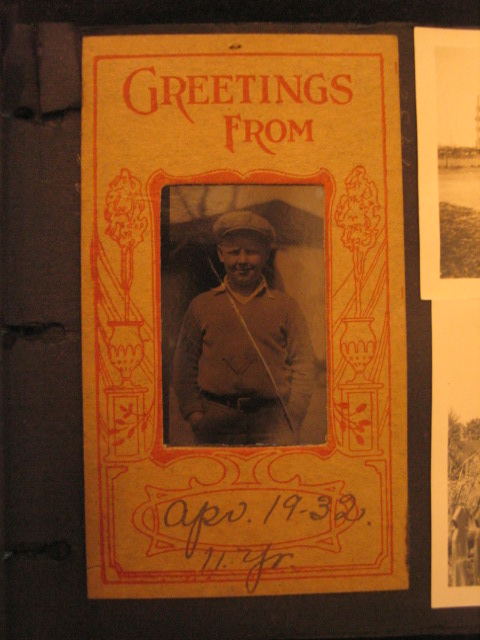 GREETINGS
FROM
Apr. 19-32.
11. Yr.